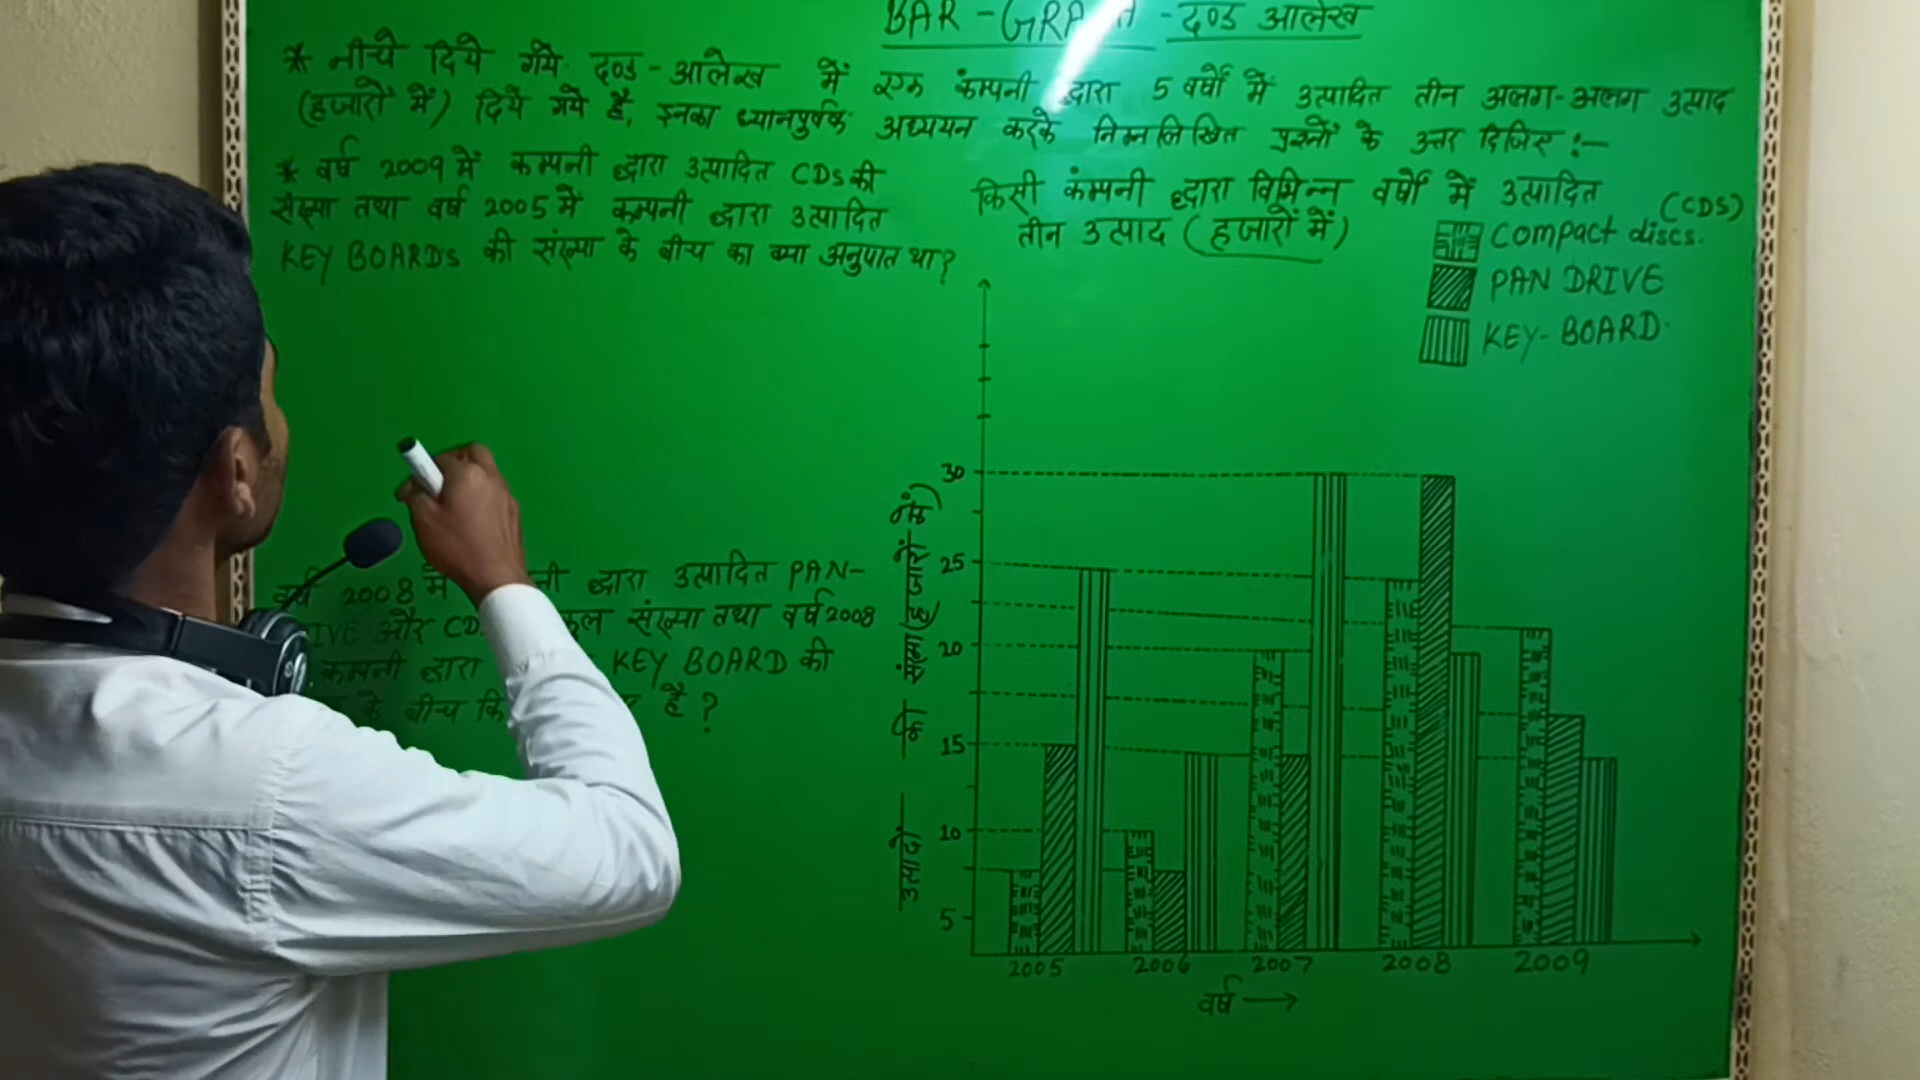 BAR - GRA - दण्ड आलेख
* नीचे दिये गये दण्ड-आलेख में एक कंम्पनी द्वारा 5 वर्षों में उत्पादित तीन अलग-अलग उत्पाद
(हजारों में) दिये गये है, इनका ध्यानपुर्वक अध्ययन करके निम्नलिखित प्रश्नों के उत्तर दिजिए :-
* वर्ष 2009 में कम्पनी द्वारा उत्पादित CDs की
संख्या तथा वर्ष 2005 में कम्पनी द्वारा उत्पादित
KEY BOARD's की संख्या के बीच का क्या अनुपात था?
वर्ष 2008 में द्वारा उत्पादित PAN-
IVE और संख्या तथा वर्ष 2008
कम्पनी द्वारा KEY BOARD की
के बीच है ?
किसी कंम्पनी द्वारा विभिन्न वर्षों में उत्पादित
तीन उत्पाद (हजारों में)
(CDS)
Compact discs.
PAN DRIVE
KEY-BOARD
उत्पादों की संख्या (हजारों में)
30
25
20
15
10
5
2005 2006 2007 2008 2009
वर्ष →